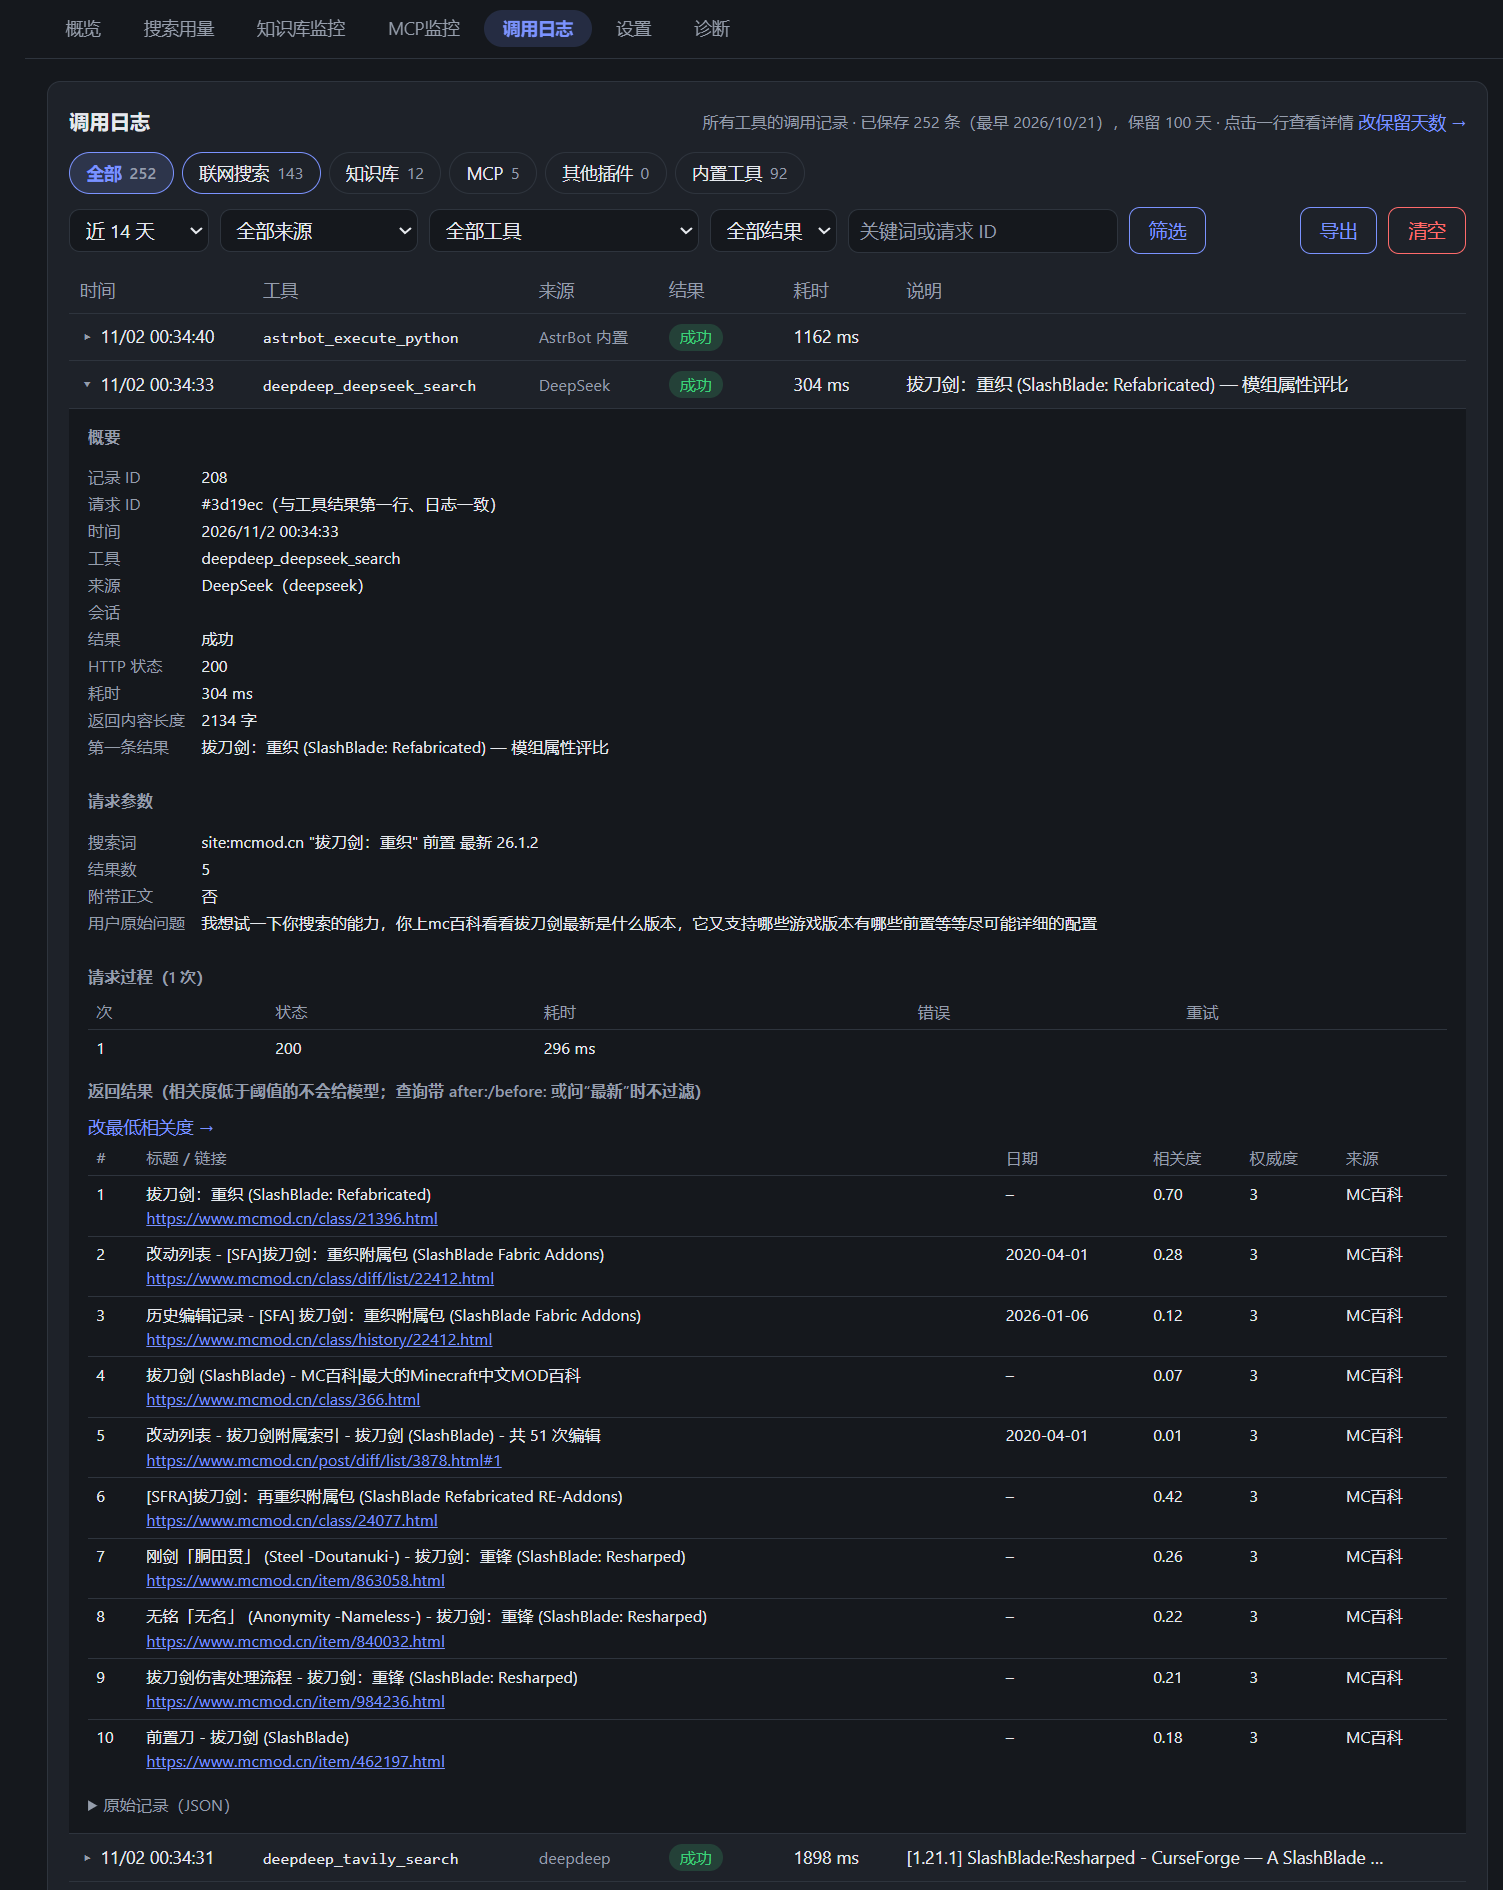 概览 搜索用量 知识库监控 MCP监控 调用日志 设置 诊断
调用日志 所有工具的调用记录 · 已保存 252 条（最早 2026/10/21），保留 100 天 · 点击一行查看详情 改保留天数 →
全部 252 联网搜索 143 知识库 12 MCP 5 其他插件 0 内置工具 92
近 14 天 全部来源 全部工具 全部结果 关键词或请求 ID 筛选 导出 清空
时间 工具 来源 结果 耗时 说明
▸ 11/02 00:34:40 astrbot_execute_python AstrBot 内置 成功 1162 ms
▾ 11/02 00:34:33 deepdeep_deepseek_search DeepSeek 成功 304 ms 拔刀剑：重织 (SlashBlade: Refabricated) — 模组属性评比
概要
记录 ID 208
请求 ID #3d19ec（与工具结果第一行、日志一致）
时间 2026/11/2 00:34:33
工具 deepdeep_deepseek_search
来源 DeepSeek（deepseek）
会话
结果 成功
HTTP 状态 200
耗时 304 ms
返回内容长度 2134 字
第一条结果 拔刀剑：重织 (SlashBlade: Refabricated) — 模组属性评比
请求参数
搜索词 site:mcmod.cn "拔刀剑：重织" 前置 最新 26.1.2
结果数 5
附带正文 否
用户原始问题 我想试一下你搜索的能力，你上mc百科看看拔刀剑最新是什么版本，它又支持哪些游戏版本有哪些前置等等尽可能详细的配置
请求过程（1 次）
次 状态 耗时 错误 重试
1 200 296 ms
返回结果（相关度低于阈值的不会给模型；查询带 after:/before: 或问“最新”时不过滤）
改最低相关度 →
# 标题 / 链接 日期 相关度 权威度 来源
1 拔刀剑：重织 (SlashBlade: Refabricated) – 0.70 3 MC百科
https://www.mcmod.cn/class/21396.html
2 改动列表 - [SFA]拔刀剑：重织附属包 (SlashBlade Fabric Addons) 2020-04-01 0.28 3 MC百科
https://www.mcmod.cn/class/diff/list/22412.html
3 历史编辑记录 - [SFA] 拔刀剑：重织附属包 (SlashBlade Fabric Addons) 2026-01-06 0.12 3 MC百科
https://www.mcmod.cn/class/history/22412.html
4 拔刀剑 (SlashBlade) - MC百科|最大的Minecraft中文MOD百科 – 0.07 3 MC百科
https://www.mcmod.cn/class/366.html
5 改动列表 - 拔刀剑附属索引 - 拔刀剑 (SlashBlade) - 共 51 次编辑 2020-04-01 0.01 3 MC百科
https://www.mcmod.cn/post/diff/list/3878.html#1
6 [SFRA]拔刀剑：再重织附属包 (SlashBlade Refabricated RE-Addons) – 0.42 3 MC百科
https://www.mcmod.cn/class/24077.html
7 刚剑「胴田贯」 (Steel -Doutanuki-) - 拔刀剑：重锋 (SlashBlade: Resharped) – 0.26 3 MC百科
https://www.mcmod.cn/item/863058.html
8 无铭「无名」 (Anonymity -Nameless-) - 拔刀剑：重锋 (SlashBlade: Resharped) – 0.22 3 MC百科
https://www.mcmod.cn/item/840032.html
9 拔刀剑伤害处理流程 - 拔刀剑：重锋 (SlashBlade: Resharped) – 0.21 3 MC百科
https://www.mcmod.cn/item/984236.html
10 前置刀 - 拔刀剑 (SlashBlade) – 0.18 3 MC百科
https://www.mcmod.cn/item/462197.html
▶ 原始记录（JSON）
▸ 11/02 00:34:31 deepdeep_tavily_search deepdeep 成功 1898 ms [1.21.1] SlashBlade:Resharped - CurseForge — A SlashBlade ...